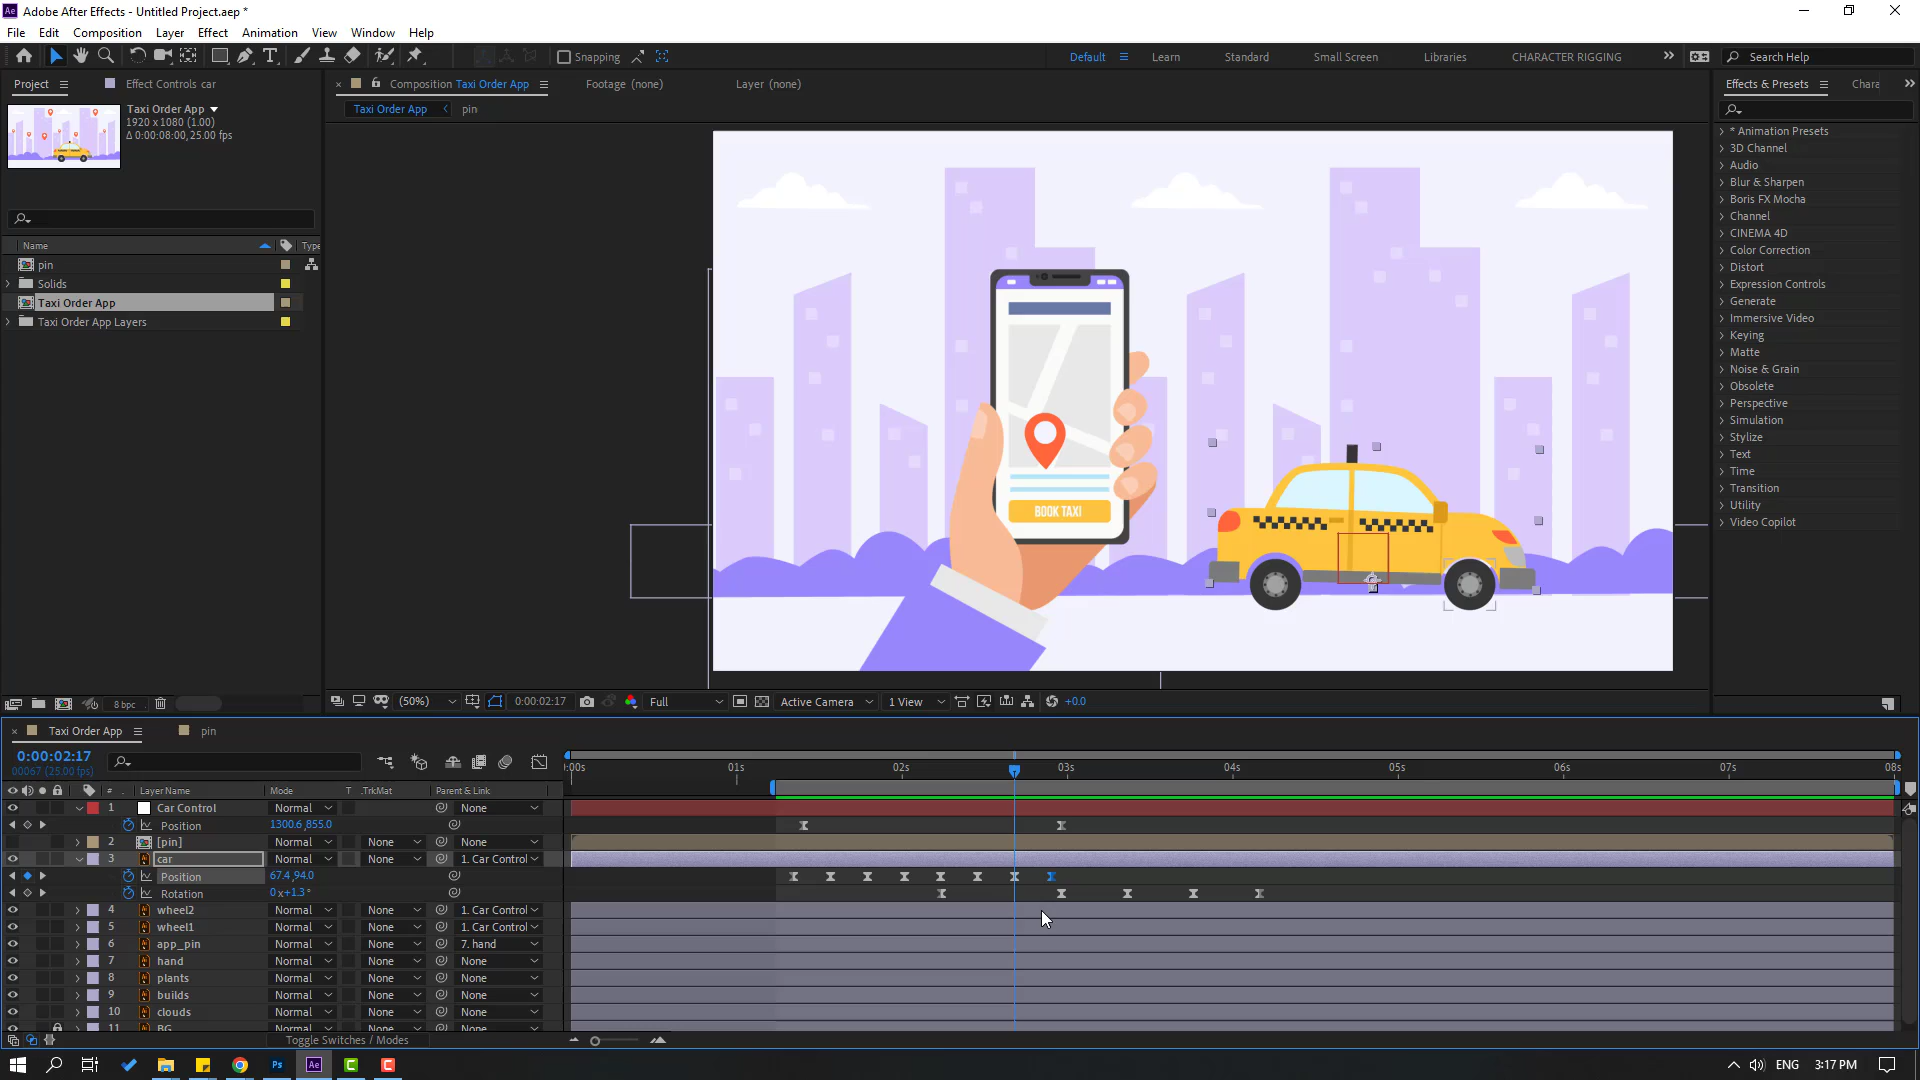 Adobe After Effects - Untitled Project.aep *
File Edit Composition Layer Effect Animation View Window Help
Snapping
Default Learn Standard Small Screen Libraries CHARACTER RIGGING Search Help
Project Effect Controls car
Composition Taxi Order App Footage (none) Layer (none)
Effects & Presets Chara
Taxi Order App
1920 x 1080 (1.00)
Δ 0:00:08:00, 25.00 fps
Taxi Order App pin
Name Type
pin
Solids
Taxi Order App
Taxi Order App Layers
* Animation Presets
3D Channel
Audio
Blur & Sharpen
Boris FX Mocha
Channel
CINEMA 4D
Color Correction
Distort
Expression Controls
Generate
Immersive Video
Keying
Matte
Noise & Grain
Obsolete
Perspective
Simulation
Stylize
Text
Time
Transition
Utility
Video Copilot
BOOK TAXI
8 bpc
(50%) 0:00:02:17 Full Active Camera 1 View +0.0
Taxi Order App pin
0:00:02:17
00067 (25.00 fps)
:00s 01s 02s 03s 04s 05s 06s 07s 08s
# Layer Name Mode T .TrkMat Parent & Link
1 Car Control Normal None
Position 1300.6,855.0
2 [pin] Normal None None
3 car Normal None 1. Car Control
Position 67.4,94.0
Rotation 0x+1.3°
4 wheel2 Normal None 1. Car Control
5 wheel1 Normal None 1. Car Control
6 app_pin Normal None 7. hand
7 hand Normal None None
8 plants Normal None None
9 builds Normal None None
10 clouds Normal None None
11 BG Normal None None
Toggle Switches / Modes
ENG 3:17 PM